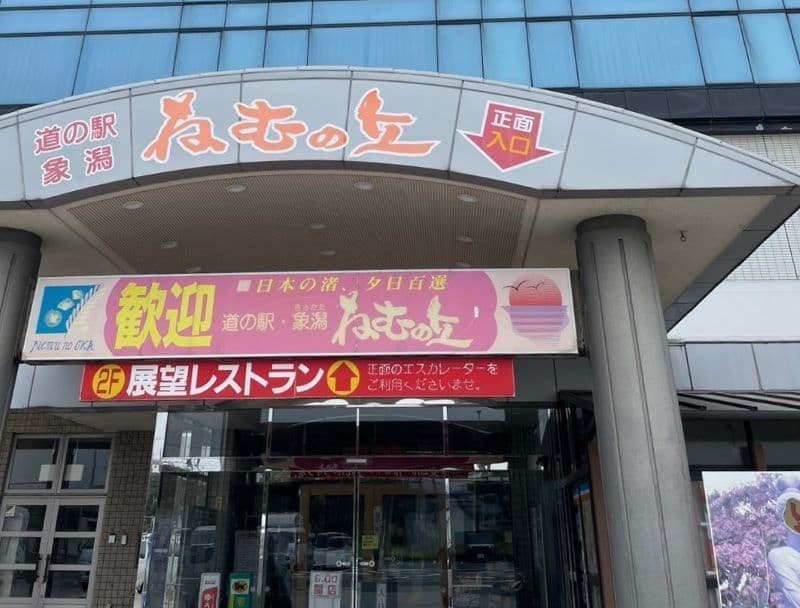 道の駅
象潟
ねむの丘
正面
入口
日本の渚、夕日百選
歓迎
道の駅・象潟
きさかた
ねむの丘
Nemu no OKA
2F 展望レストラン
正面のエスカレーターを
ご利用くださいませ。